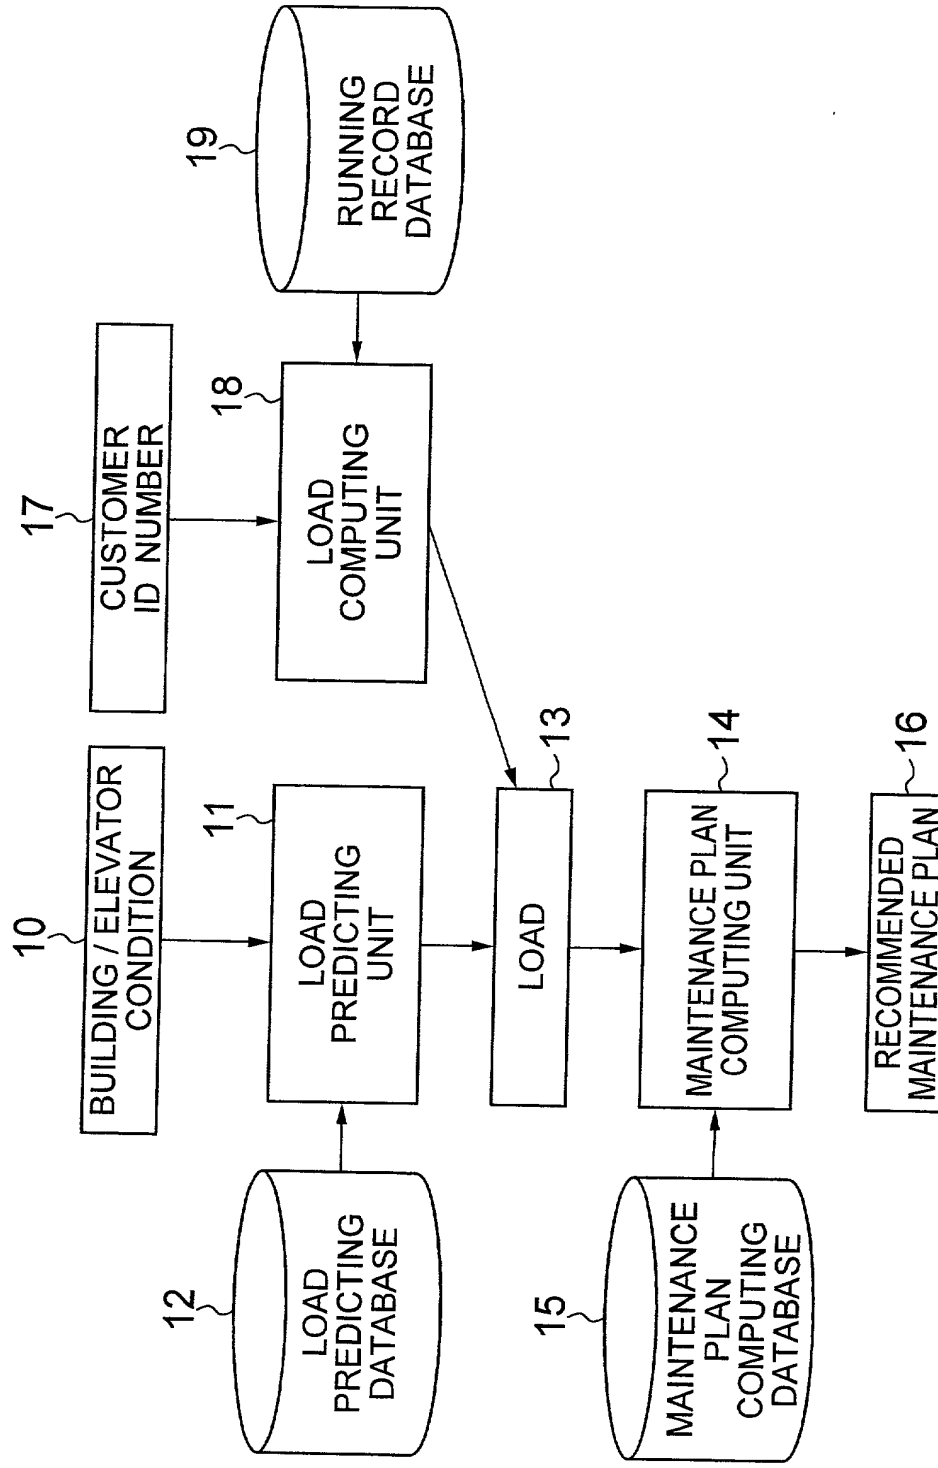 10
BUILDING / ELEVATOR
CONDITION
17
CUSTOMER
ID NUMBER
12
LOAD
PREDICTING
DATABASE
11
LOAD
PREDICTING
UNIT
18
LOAD
COMPUTING
UNIT
19
RUNNING
RECORD
DATABASE
LOAD
13
15
MAINTENANCE
PLAN
COMPUTING
DATABASE
MAINTENANCE PLAN
COMPUTING UNIT
14
RECOMMENDED
MAINTENANCE PLAN
16